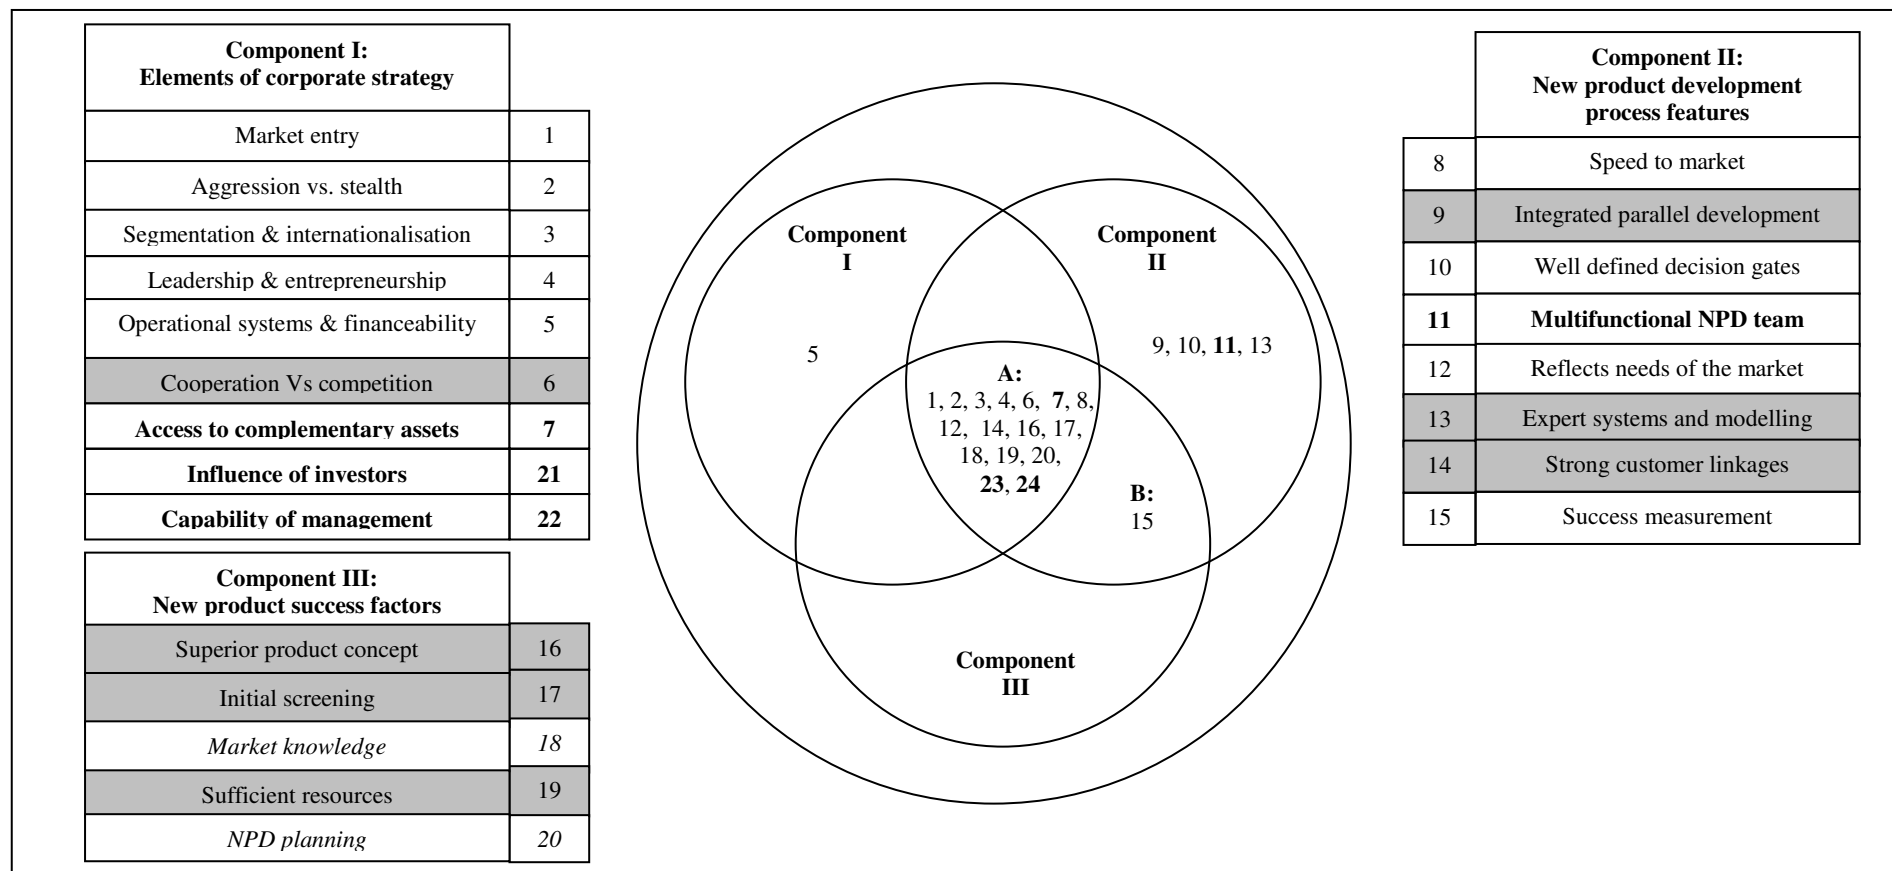 Component I:
Elements of corporate strategy
Market entry 1
Aggression vs. stealth 2
Segmentation & internationalisation 3
Leadership & entrepreneurship 4
Operational systems & financeability 5
Cooperation Vs competition 6
Access to complementary assets 7
Influence of investors 21
Capability of management 22
Component III:
New product success factors
Superior product concept 16
Initial screening 17
Market knowledge 18
Sufficient resources 19
NPD planning 20
Component
I
Component
II
5
9, 10, 11, 13
A:
1, 2, 3, 4, 6, 7, 8,
12, 14, 16, 17,
18, 19, 20,
23, 24
B:
15
Component
III
Component II:
New product development
process features
8 Speed to market
9 Integrated parallel development
10 Well defined decision gates
11 Multifunctional NPD team
12 Reflects needs of the market
13 Expert systems and modelling
14 Strong customer linkages
15 Success measurement